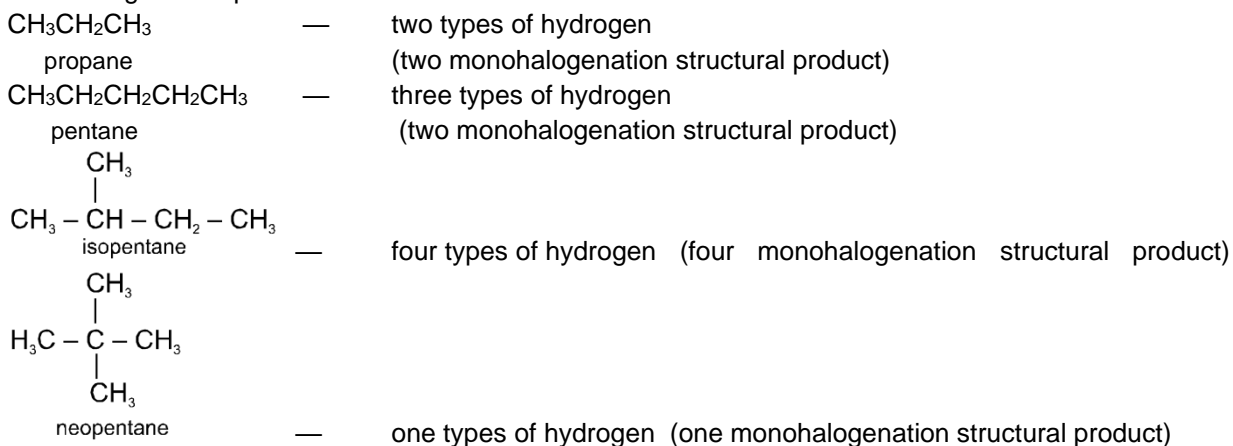 CH₃CH₂CH₃ — two types of hydrogen
propane (two monohalogenation structural product)
CH₃CH₂CH₂CH₂CH₃ — three types of hydrogen
pentane (two monohalogenation structural product)
CH₃
|
CH₃ – CH – CH₂ – CH₃
isopentane — four types of hydrogen (four monohalogenation structural product)
CH₃
|
H₃C – C – CH₃
|
CH₃
neopentane — one types of hydrogen (one monohalogenation structural product)